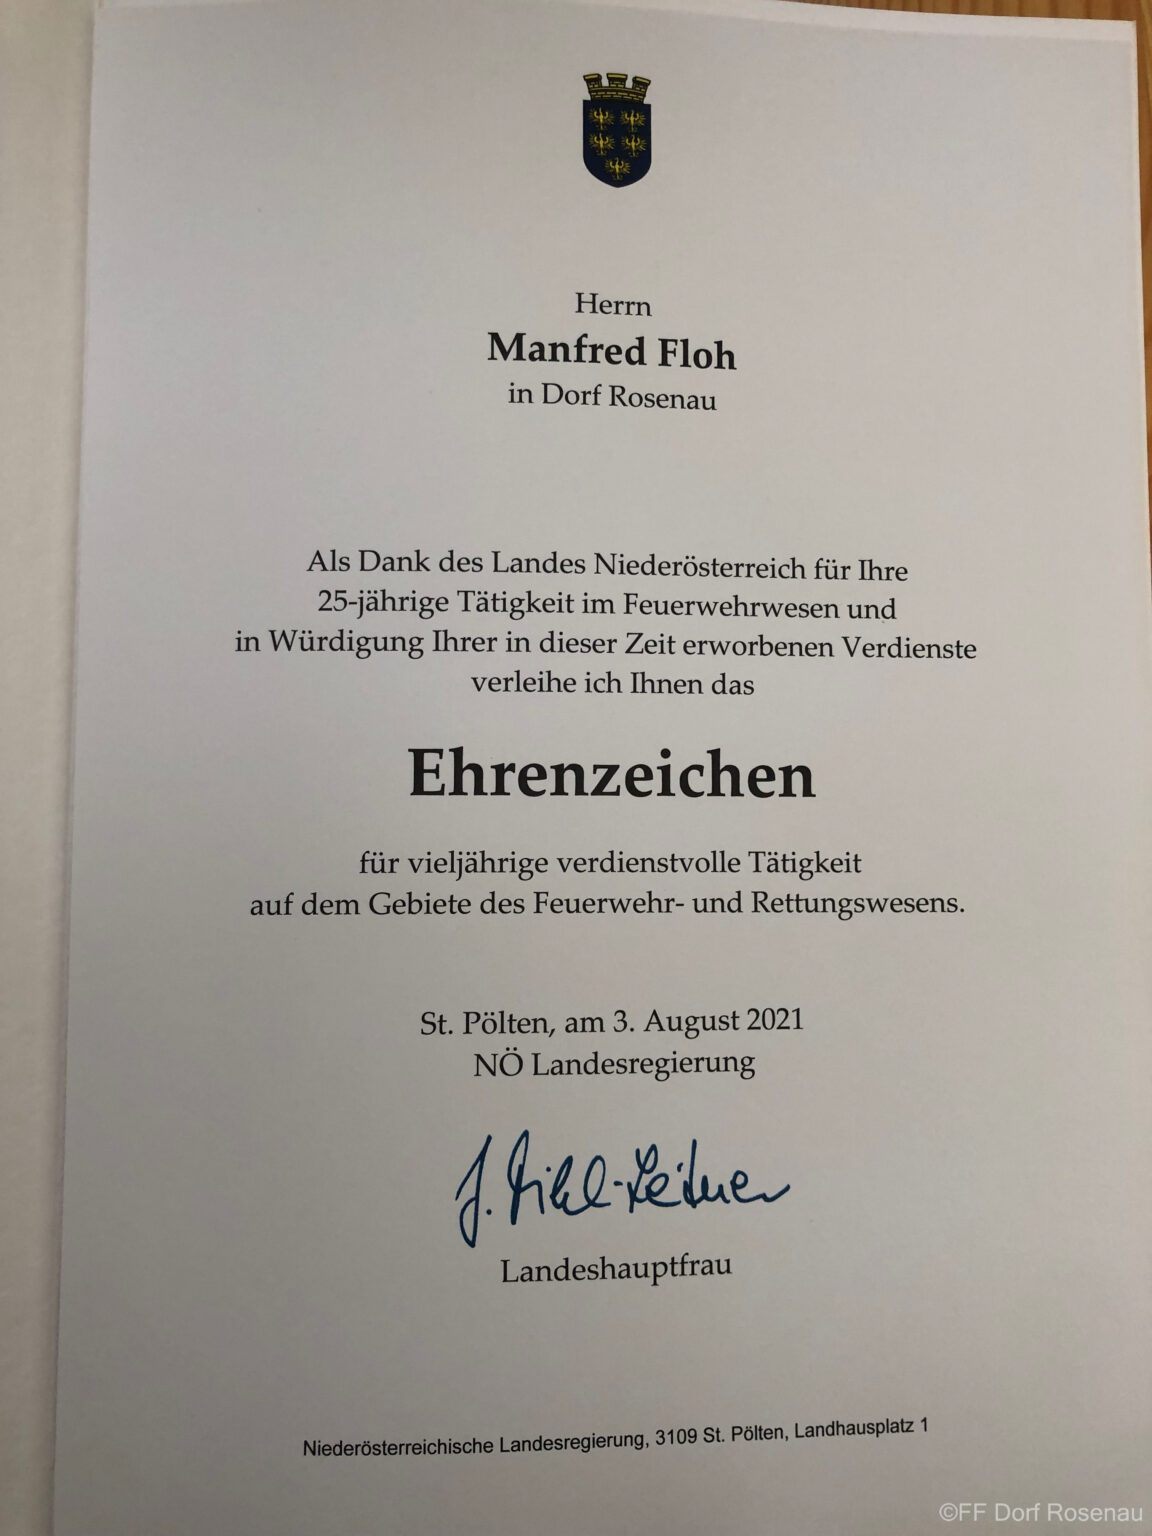 Herrn
Manfred Floh
in Dorf Rosenau
Als Dank des Landes Niederösterreich für Ihre
25-jährige Tätigkeit im Feuerwehrwesen und
in Würdigung Ihrer in dieser Zeit erworbenen Verdienste
verleihe ich Ihnen das
Ehrenzeichen
für vieljährige verdienstvolle Tätigkeit
auf dem Gebiete des Feuerwehr- und Rettungswesens.
St. Pölten, am 3. August 2021
NÖ Landesregierung
J. Mikl-Leitner
Landeshauptfrau
Niederösterreichische Landesregierung, 3109 St. Pölten, Landhausplatz 1
©FF Dorf Rosenau